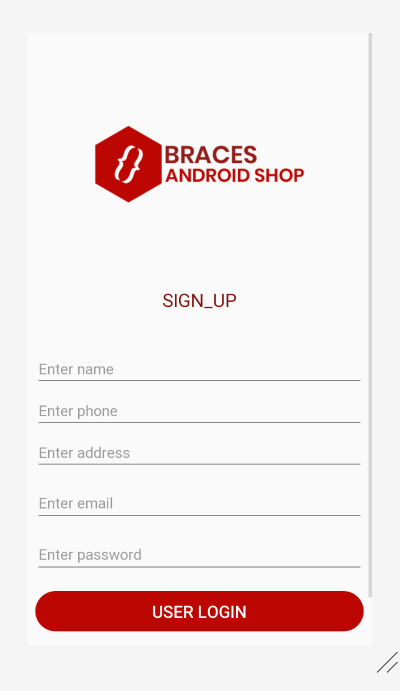 BRACES
ANDROID SHOP
SIGN_UP
Enter name
Enter phone
Enter address
Enter email
Enter password
USER LOGIN